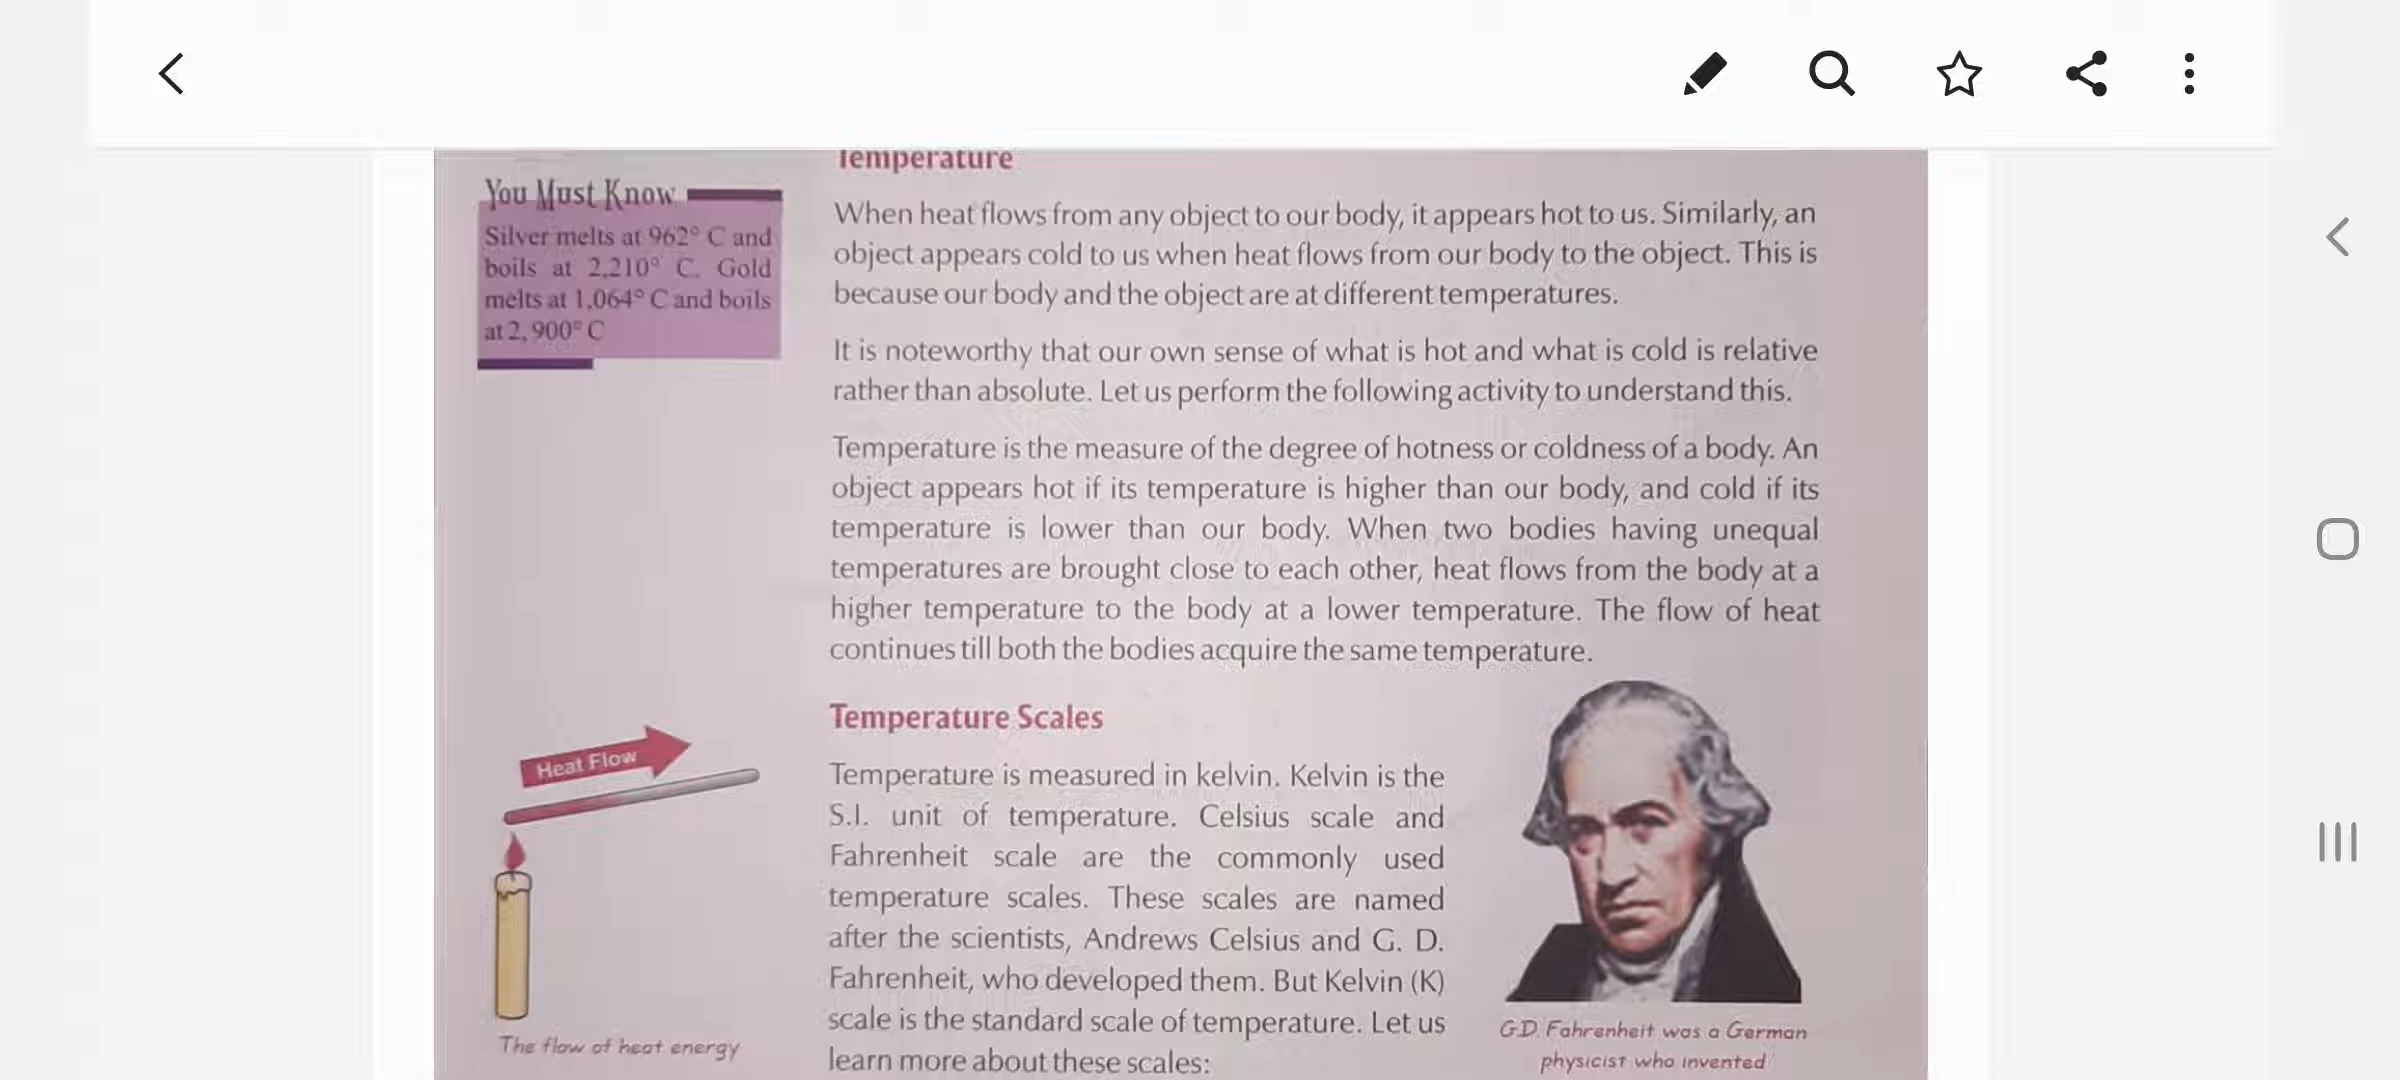 Temperature
You Must Know
Silver melts at 962° C and
boils at 2,210° C. Gold
melts at 1,064° C and boils
at 2,900° C
When heat flows from any object to our body, it appears hot to us. Similarly, an
object appears cold to us when heat flows from our body to the object. This is
because our body and the object are at different temperatures.
It is noteworthy that our own sense of what is hot and what is cold is relative
rather than absolute. Let us perform the following activity to understand this.
Temperature is the measure of the degree of hotness or coldness of a body. An
object appears hot if its temperature is higher than our body, and cold if its
temperature is lower than our body. When two bodies having unequal
temperatures are brought close to each other, heat flows from the body at a
higher temperature to the body at a lower temperature. The flow of heat
continues till both the bodies acquire the same temperature.
Temperature Scales
Temperature is measured in kelvin. Kelvin is the
S.I. unit of temperature. Celsius scale and
Fahrenheit scale are the commonly used
temperature scales. These scales are named
after the scientists, Andrews Celsius and G. D.
Fahrenheit, who developed them. But Kelvin (K)
scale is the standard scale of temperature. Let us
learn more about these scales:
Heat Flow
The flow of heat energy
G.D. Fahrenheit was a German
physicist who invented